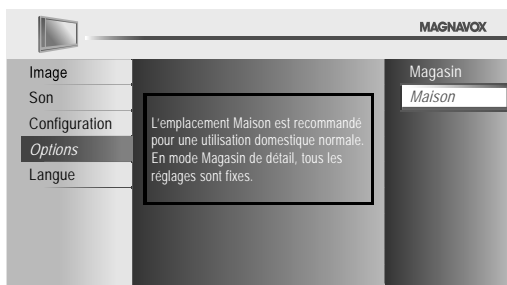 MAGNAVOX
Image
Son
Configuration
Options
Langue
L'emplacement Maison est recommandé
pour une utilisation domestique normale.
En mode Magasin de détail, tous les
réglages sont fixes.
Magasin
Maison